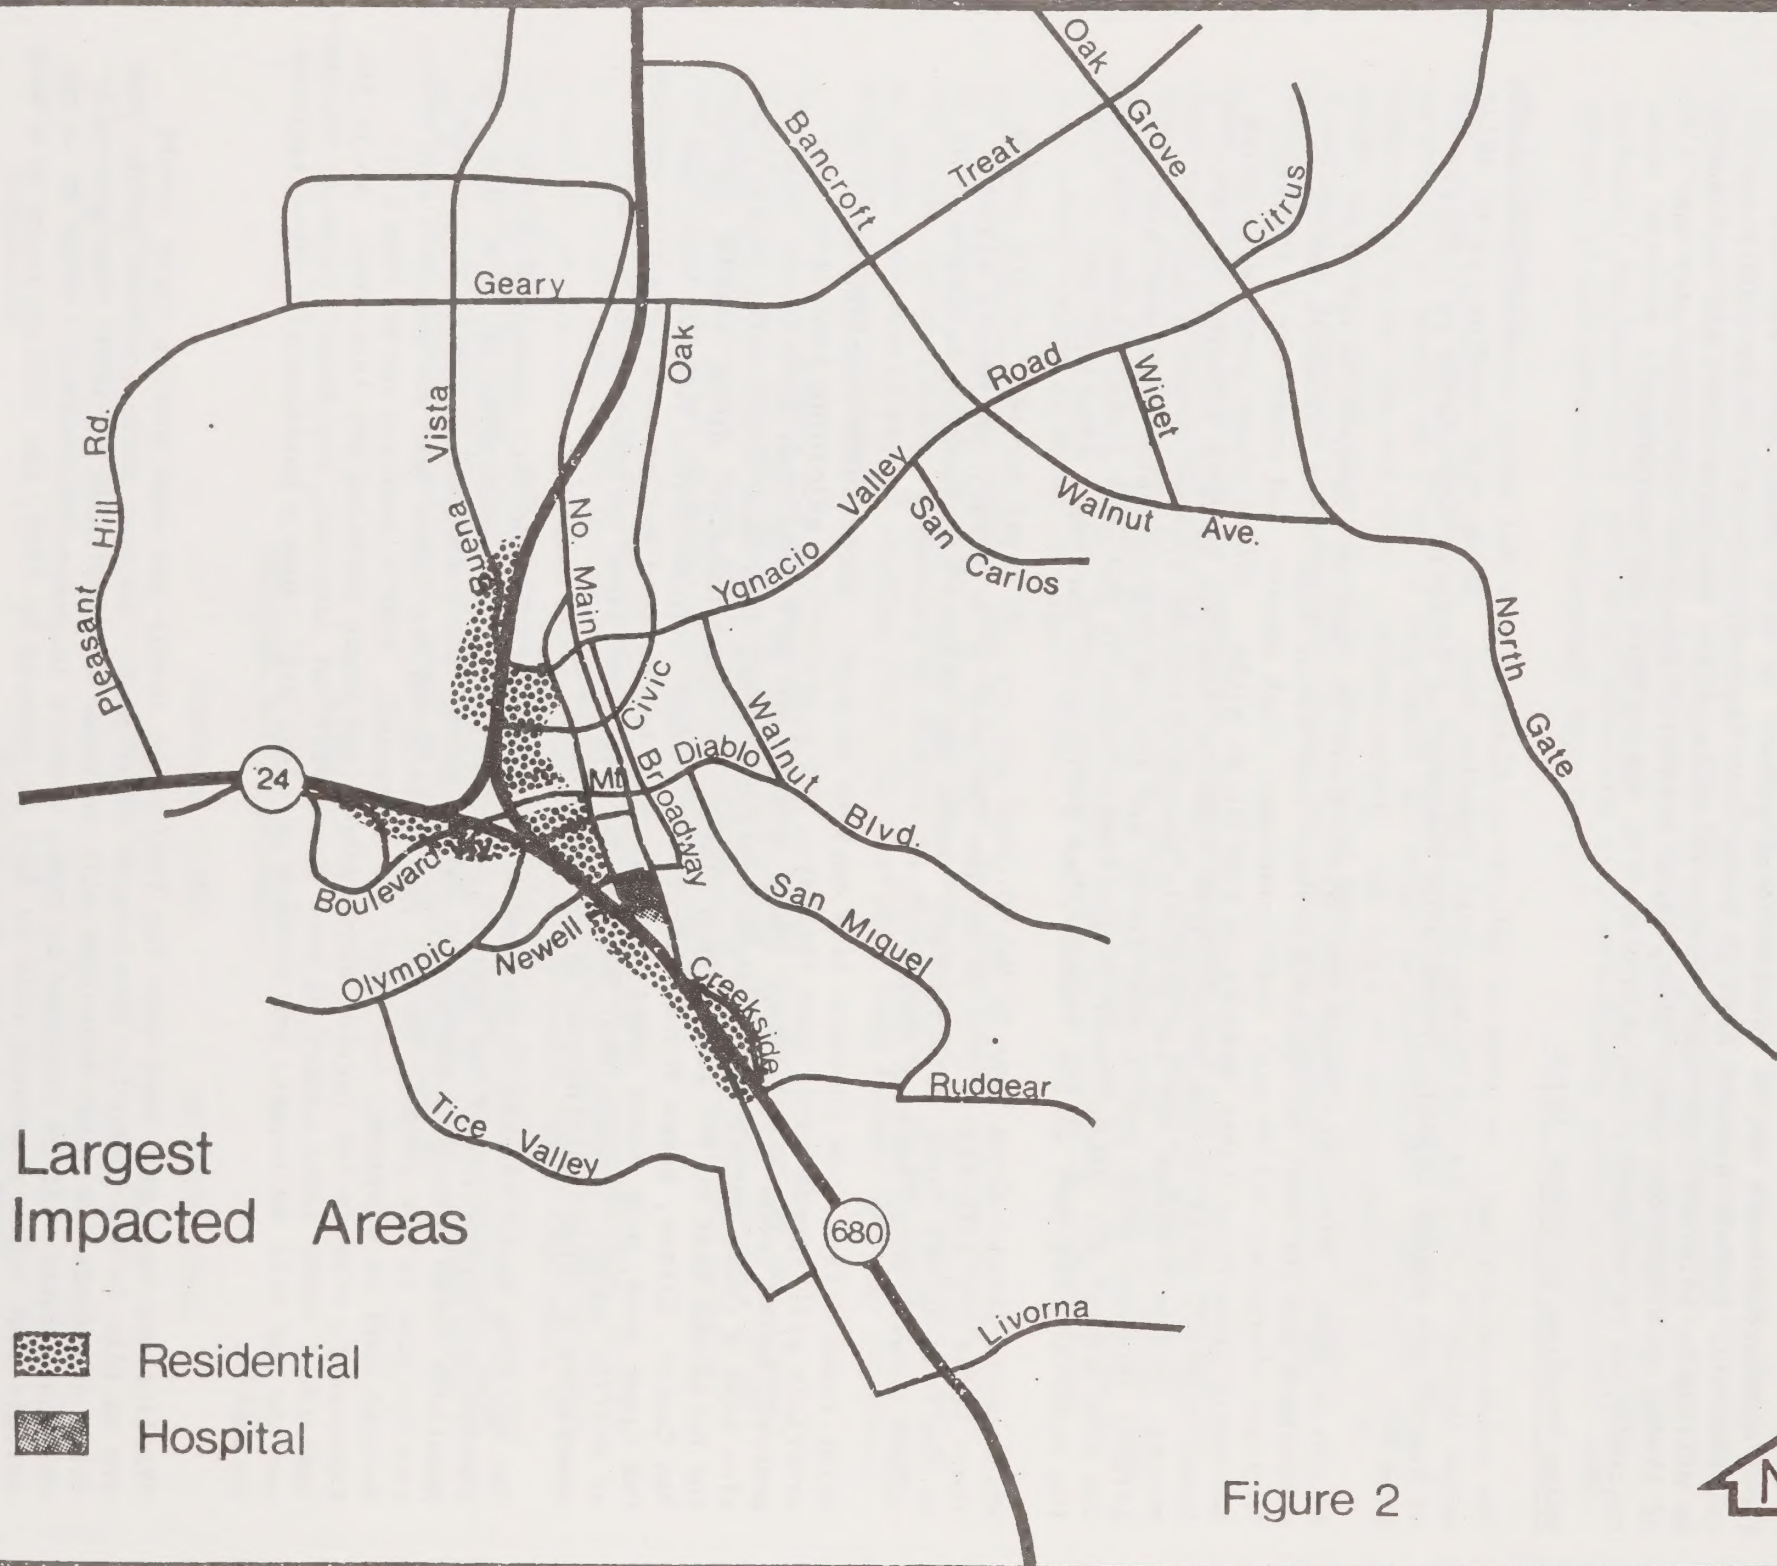 Oak Grove
Bancroft
Treat
Citrus
Geary
Oak
Road
Wiget
Vista
Buena
Pleasant Hill Rd.
No. Main
Valley
Ygnacio
San Carlos
Walnut Ave.
North Gate
Civic
Walnut
Blvd.
Broadway
Mt. Diablo
24
Boulevard
Way
San Miguel
Newell
Olympic
Creekside
Rudgear
Tice Valley
680
Livorna
Largest
Impacted Areas
Residential
Hospital
Figure 2
N